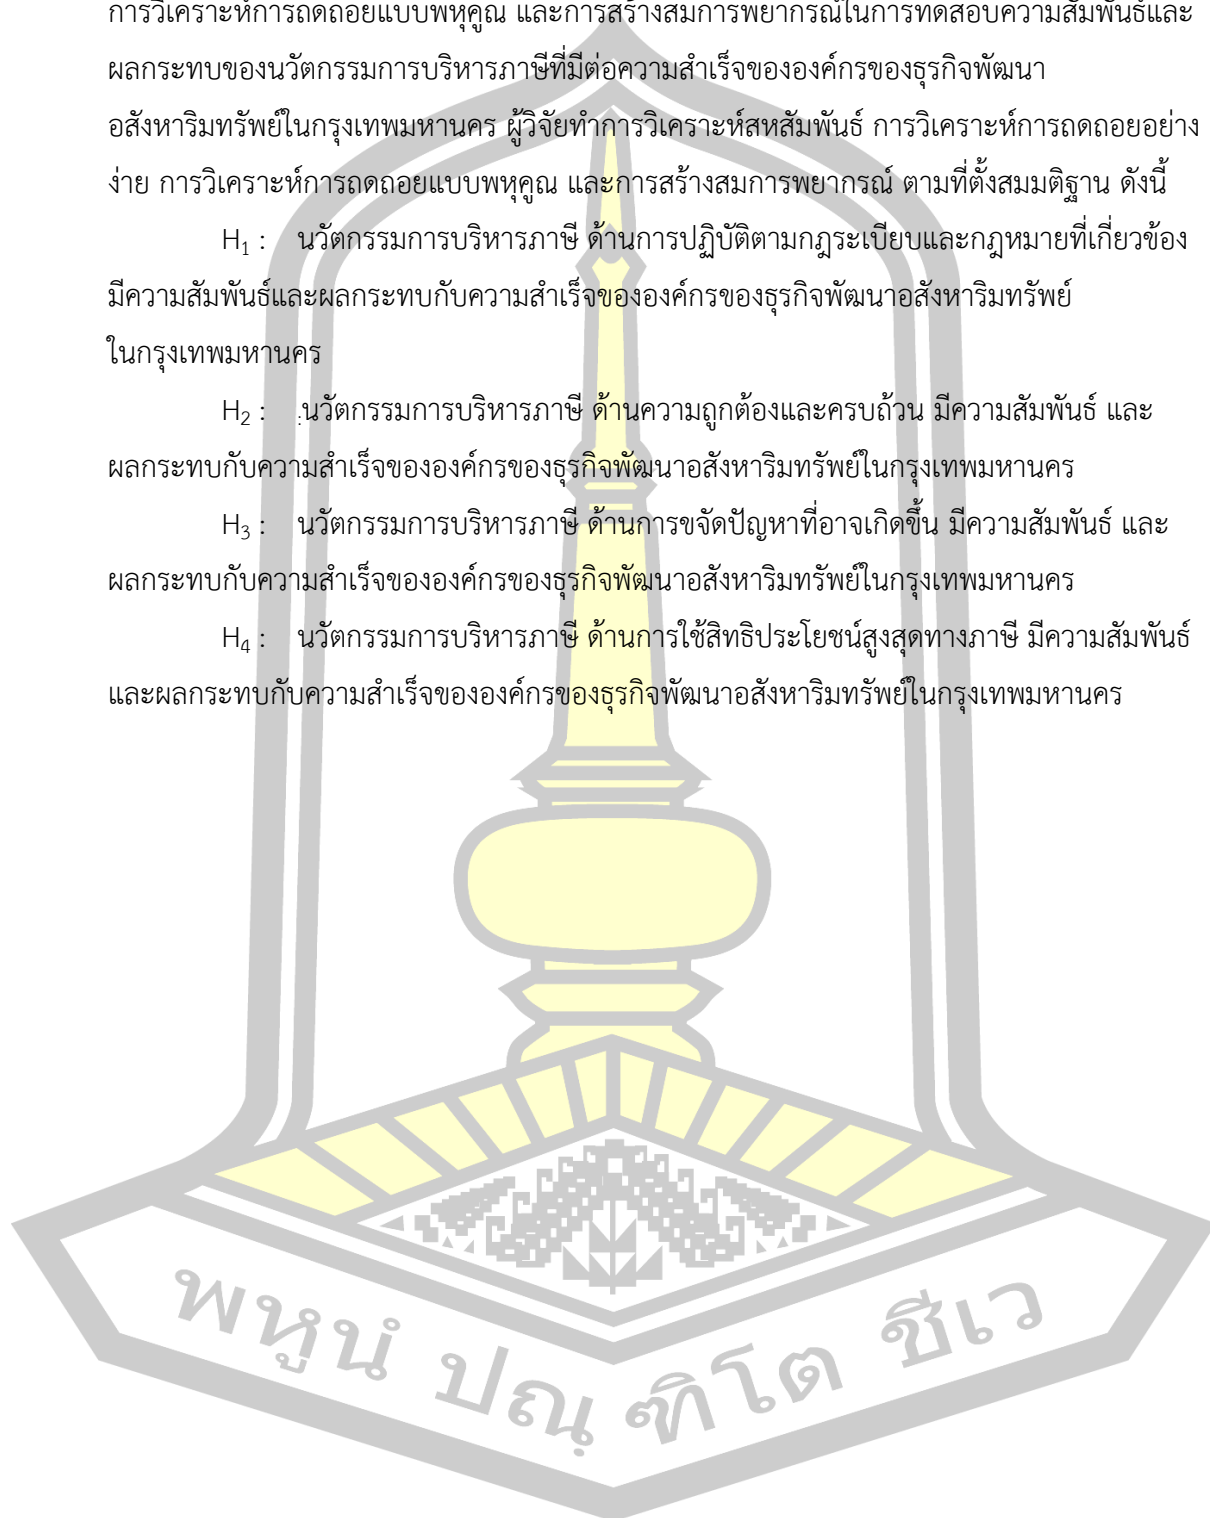 การวิเคราะห์การถดถอยแบบพหุคูณ และการสร้างสมการพยากรณ์ในการทดสอบความสัมพันธ์และ
ผลกระทบของนวัตกรรมการบริหารภาษีที่มีต่อความสำเร็จขององค์กรของธุรกิจพัฒนา
อสังหาริมทรัพย์ในกรุงเทพมหานคร ผู้วิจัยทำการวิเคราะห์สหสัมพันธ์ การวิเคราะห์การถดถอยอย่าง
ง่าย การวิเคราะห์การถดถอยแบบพหุคูณ และการสร้างสมการพยากรณ์ ตามที่ตั้งสมมติฐาน ดังนี้
H₁ : นวัตกรรมการบริหารภาษี ด้านการปฏิบัติตามกฎระเบียบและกฎหมายที่เกี่ยวข้อง
มีความสัมพันธ์และผลกระทบกับความสำเร็จขององค์กรของธุรกิจพัฒนาอสังหาริมทรัพย์
ในกรุงเทพมหานคร
H₂ : :นวัตกรรมการบริหารภาษี ด้านความถูกต้องและครบถ้วน มีความสัมพันธ์ และ
ผลกระทบกับความสำเร็จขององค์กรของธุรกิจพัฒนาอสังหาริมทรัพย์ในกรุงเทพมหานคร
H₃ : นวัตกรรมการบริหารภาษี ด้านการขจัดปัญหาที่อาจเกิดขึ้น มีความสัมพันธ์ และ
ผลกระทบกับความสำเร็จขององค์กรของธุรกิจพัฒนาอสังหาริมทรัพย์ในกรุงเทพมหานคร
H₄ : นวัตกรรมการบริหารภาษี ด้านการใช้สิทธิประโยชน์สูงสุดทางภาษี มีความสัมพันธ์
และผลกระทบกับความสำเร็จขององค์กรของธุรกิจพัฒนาอสังหาริมทรัพย์ในกรุงเทพมหานคร
พหูนํ ปณฺฑิโต ชีเว